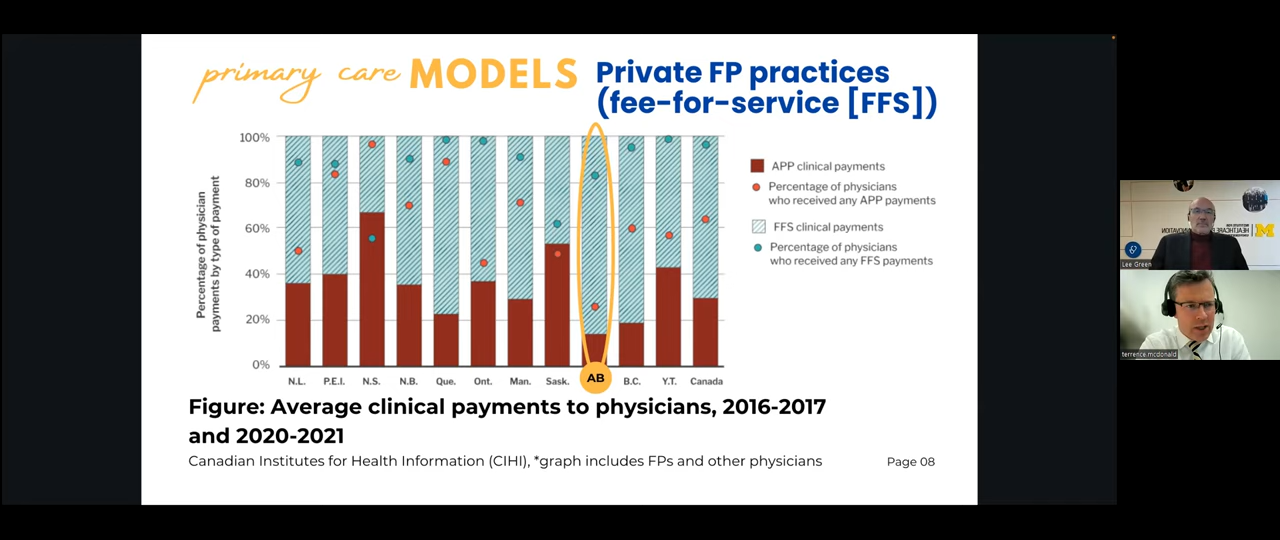 primary care MODELS
Private FP practices
(fee-for-service [FFS])
Percentage of physician
payments by type of payment
100%
80%
60%
40%
20%
0%
N.L. P.E.I. N.S. N.B. Que. Ont. Man. Sask. AB B.C. Y.T. Canada
APP clinical payments
Percentage of physicians
who received any APP payments
FFS clinical payments
Percentage of physicians
who received any FFS payments
Figure: Average clinical payments to physicians, 2016-2017
and 2020-2021
Canadian Institutes for Health Information (CIHI), *graph includes FPs and other physicians
Page 08
M
Lee Green
terrence.mcdonald